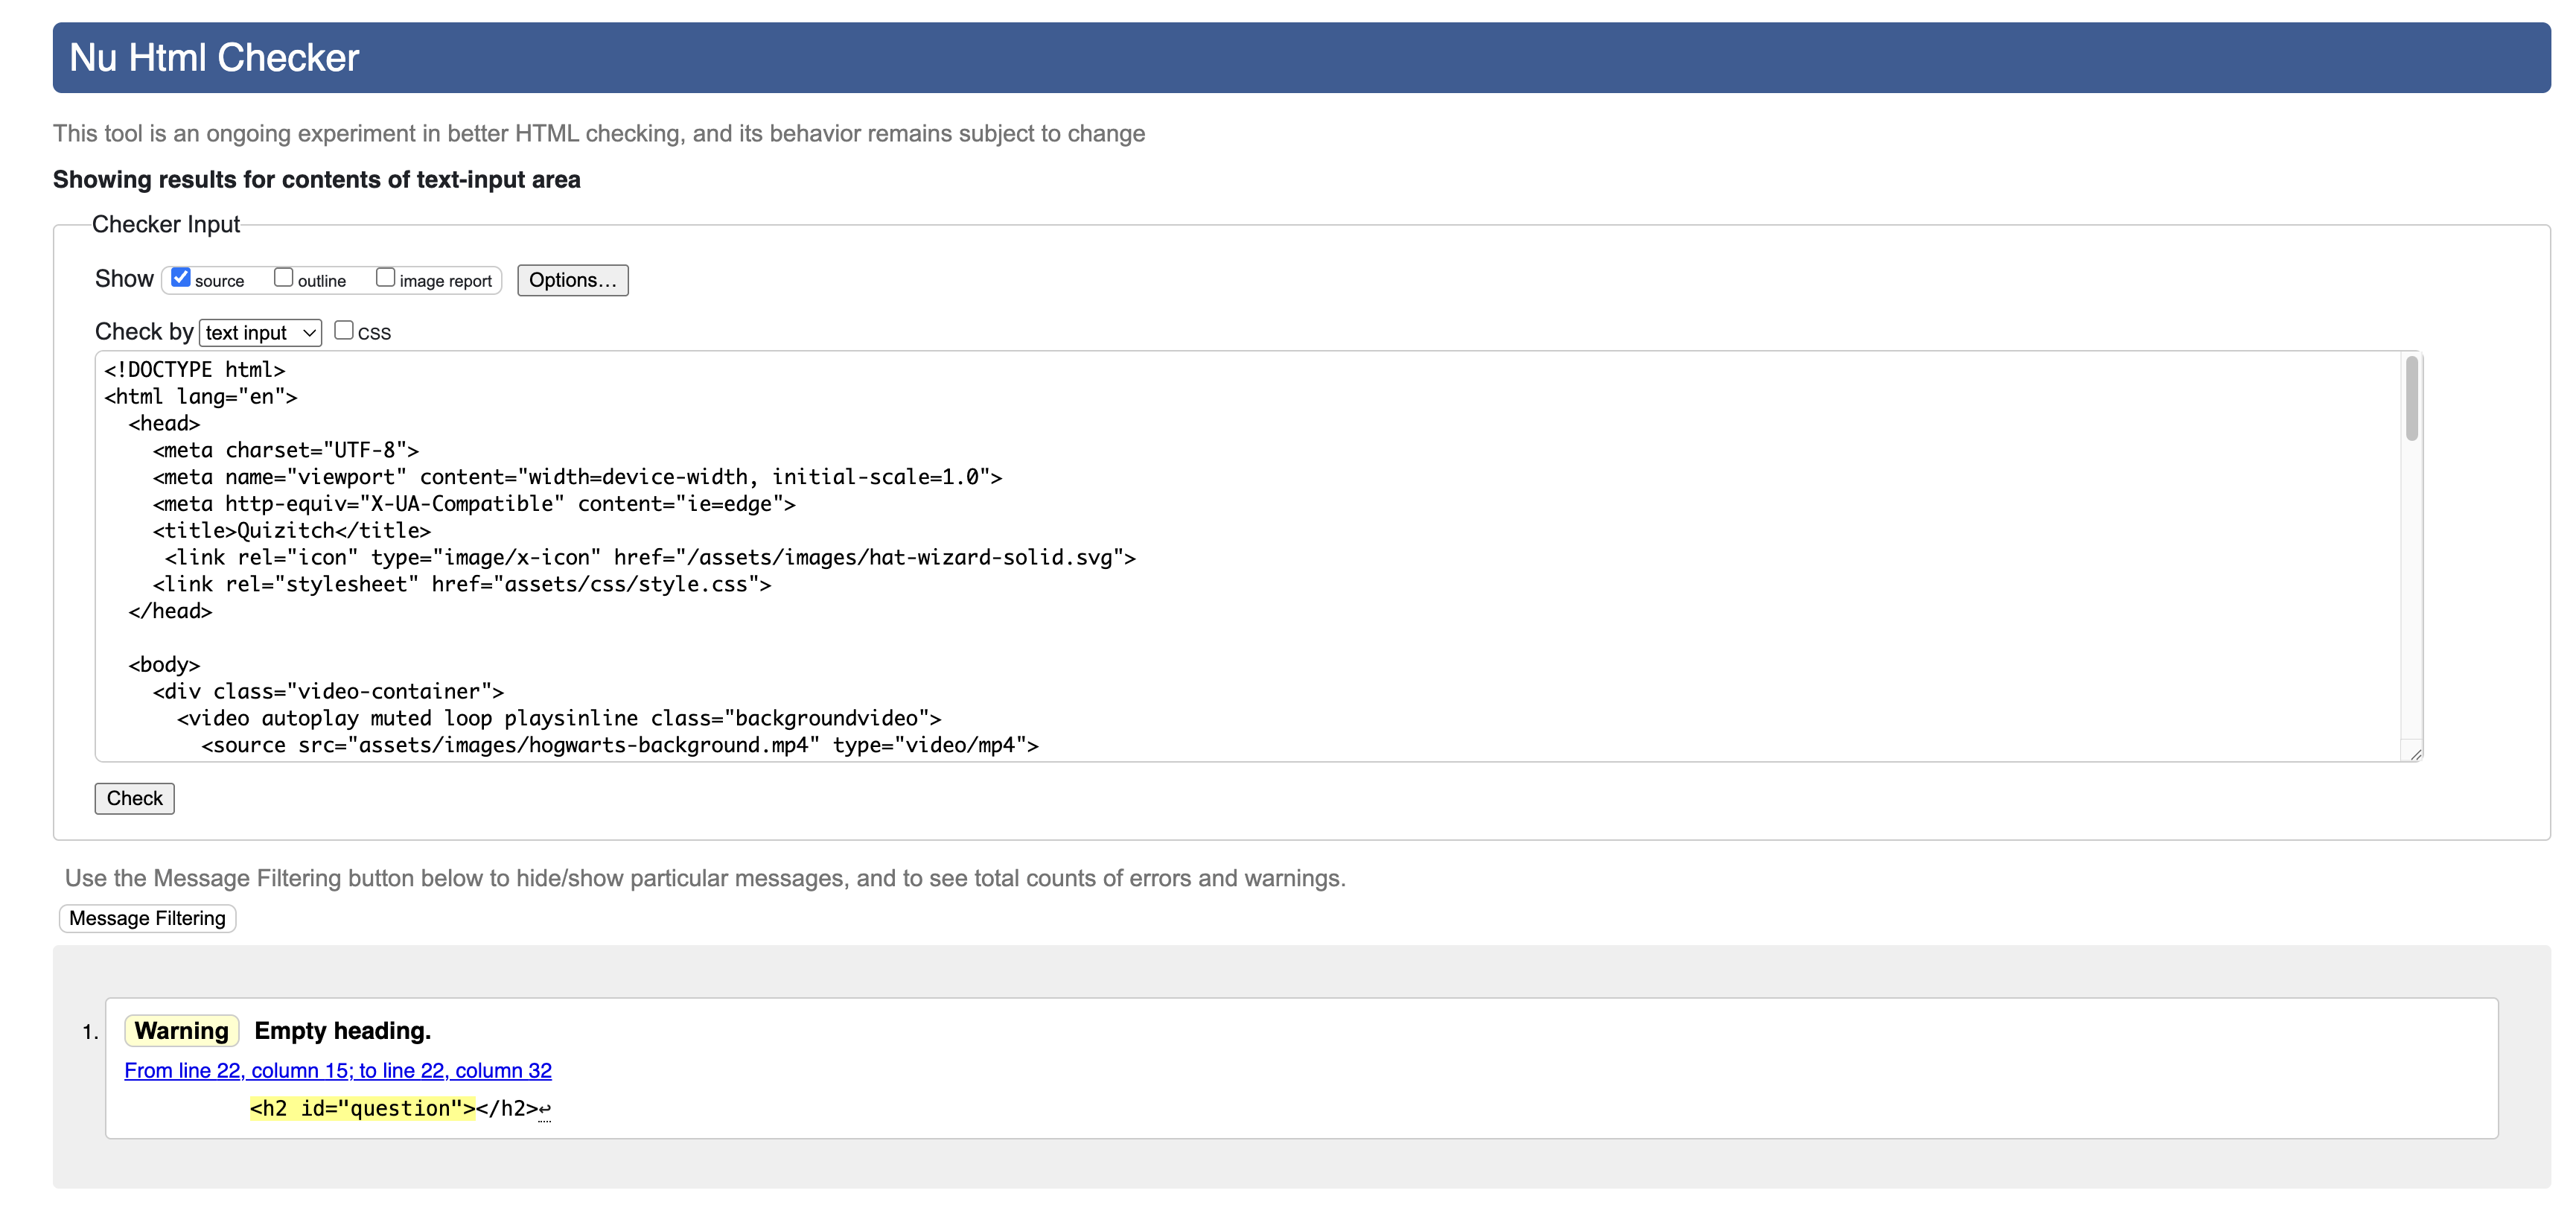 Nu Html Checker
This tool is an ongoing experiment in better HTML checking, and its behavior remains subject to change
Showing results for contents of text-input area
Checker Input
Show source outline image report Options...
Check by text input CSS
<!DOCTYPE html>
<html lang="en">
  <head>
    <meta charset="UTF-8">
    <meta name="viewport" content="width=device-width, initial-scale=1.0">
    <meta http-equiv="X-UA-Compatible" content="ie=edge">
    <title>Quizitch</title>
     <link rel="icon" type="image/x-icon" href="/assets/images/hat-wizard-solid.svg">
    <link rel="stylesheet" href="assets/css/style.css">
  </head>
  <body>
    <div class="video-container">
      <video autoplay muted loop playsinline class="backgroundvideo">
        <source src="assets/images/hogwarts-background.mp4" type="video/mp4">
Check
Use the Message Filtering button below to hide/show particular messages, and to see total counts of errors and warnings.
Message Filtering
1. Warning Empty heading.
From line 22, column 15; to line 22, column 32
<h2 id="question"></h2>↩